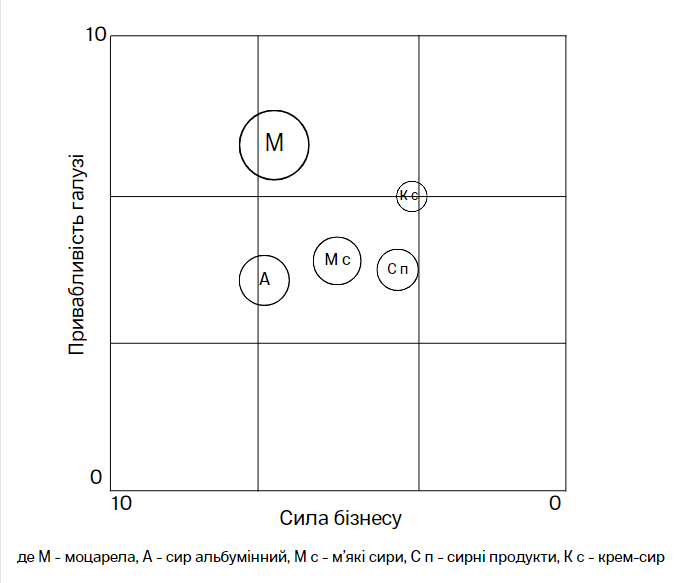 10
Привабливість галузі
М
К с
М с
С п
А
0
10
0
Сила бізнесу
де М - моцарела, А - сир альбумінний, М с - м'які сири, С п - сирні продукти, К с - крем-сир